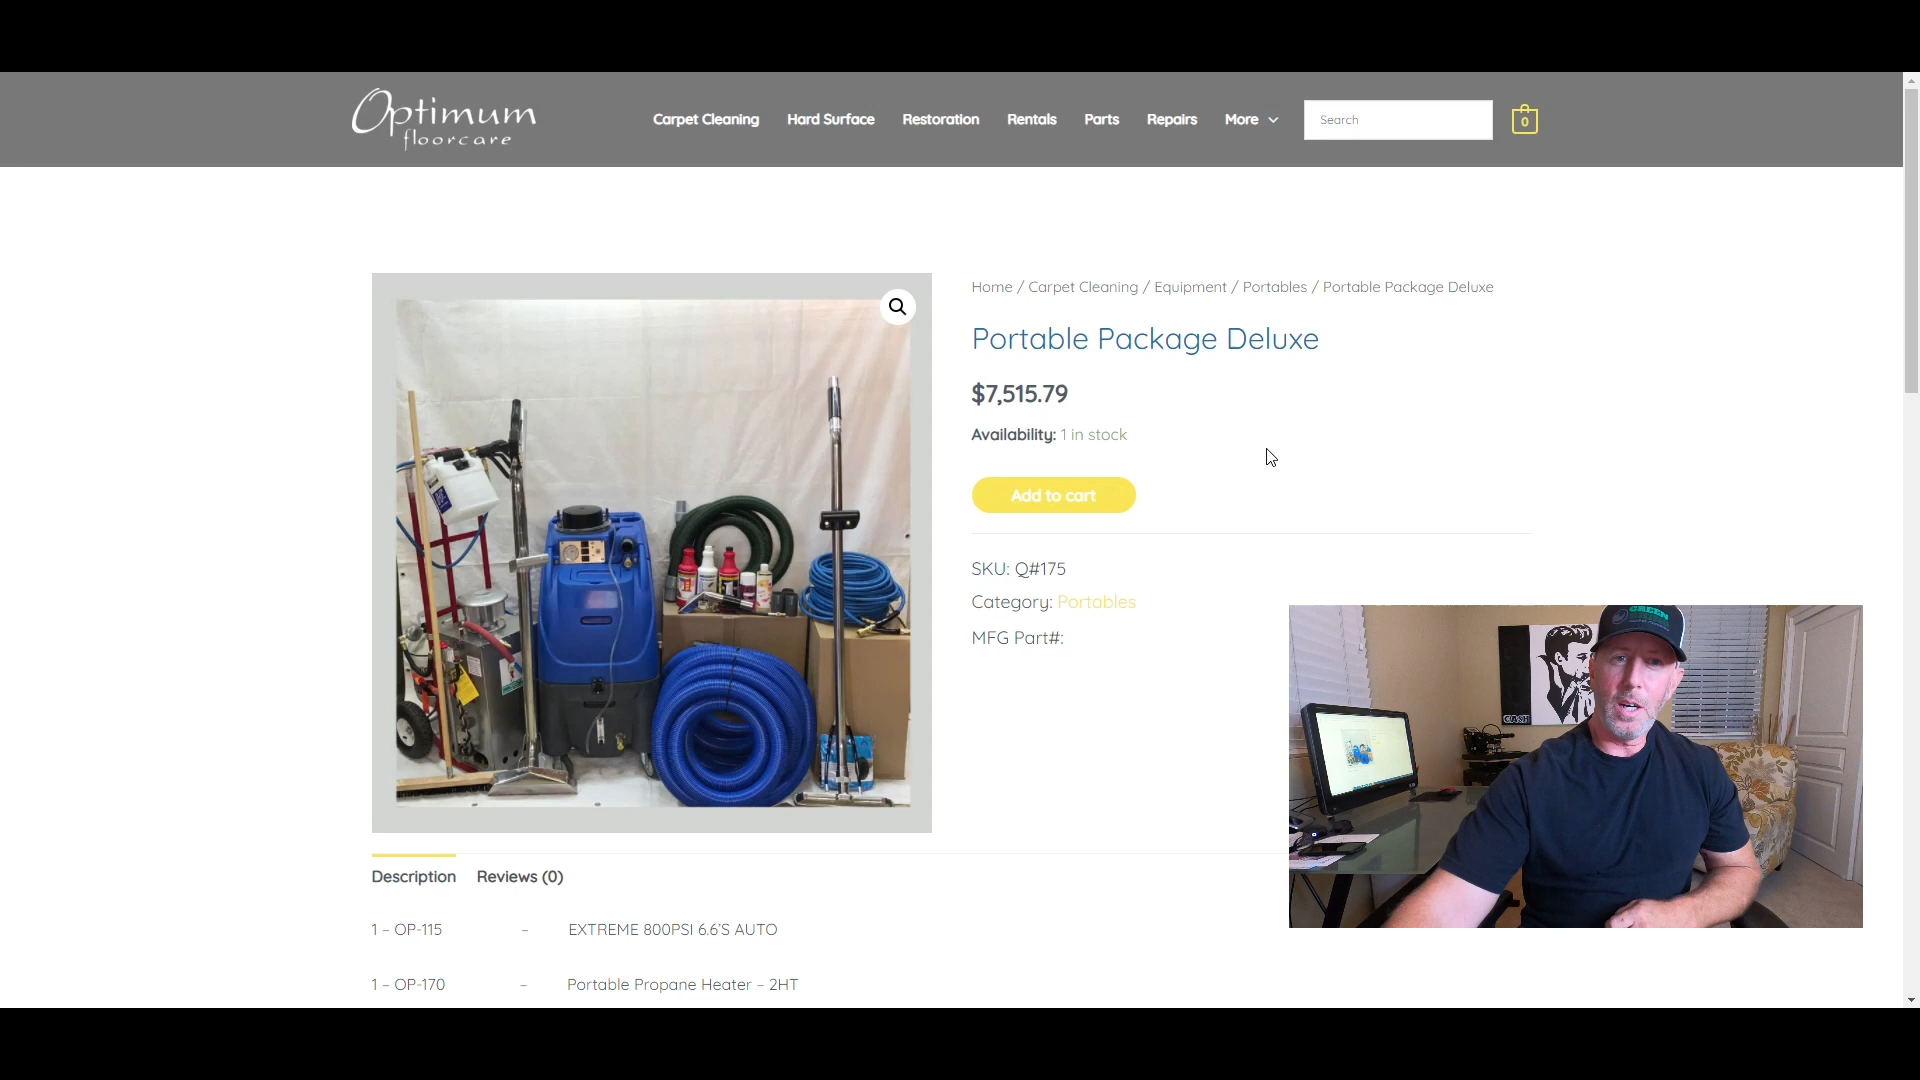 Optimum
floorcare
Carpet Cleaning Hard Surface Restoration Rentals Parts Repairs More Search 0
Home / Carpet Cleaning / Equipment / Portables / Portable Package Deluxe
Portable Package Deluxe
$7,515.79
Availability: 1 in stock
Add to cart
SKU: Q#175
Category: Portables
MFG Part#:
GREEN
CASH
Description Reviews (0)
1 – OP-115 – EXTREME 800PSI 6.6'S AUTO
1 – OP-170 – Portable Propane Heater – 2HT